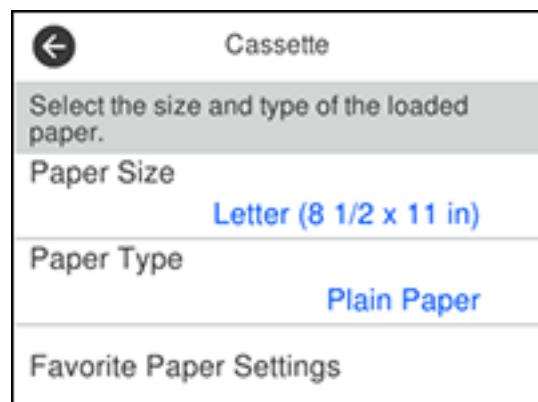 Cassette
Select the size and type of the loaded
paper.
Paper Size
Letter (8 1/2 x 11 in)
Paper Type
Plain Paper
Favorite Paper Settings